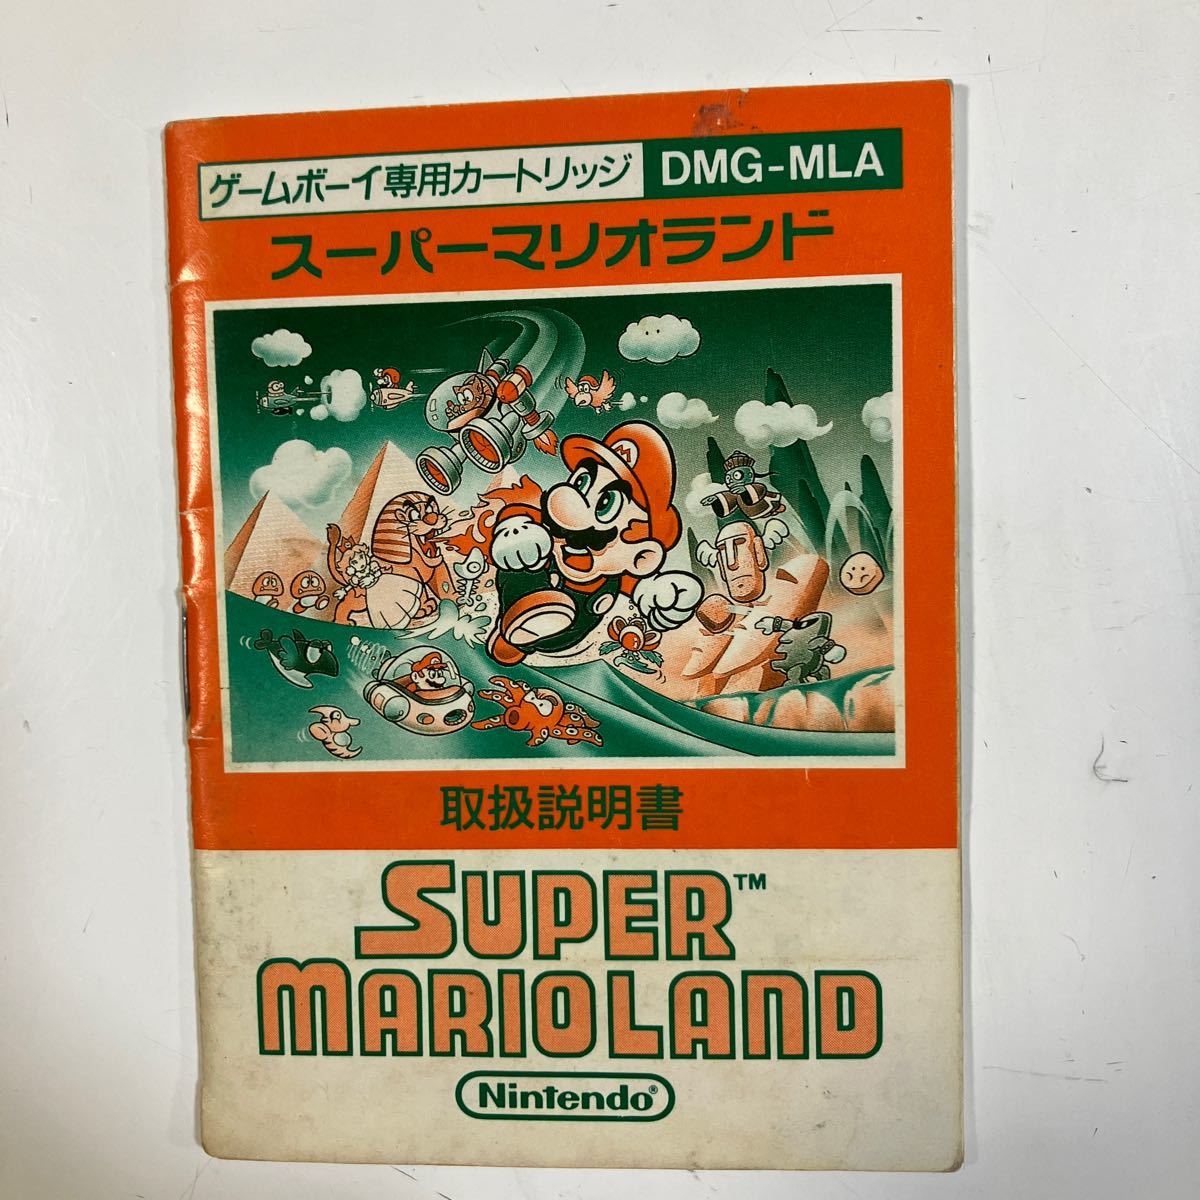 ゲームボーイ専用カートリッジ DMG-MLA
スーパーマリオランド
M
取扱説明書
SUPER™
MARIOLAND
Nintendo®